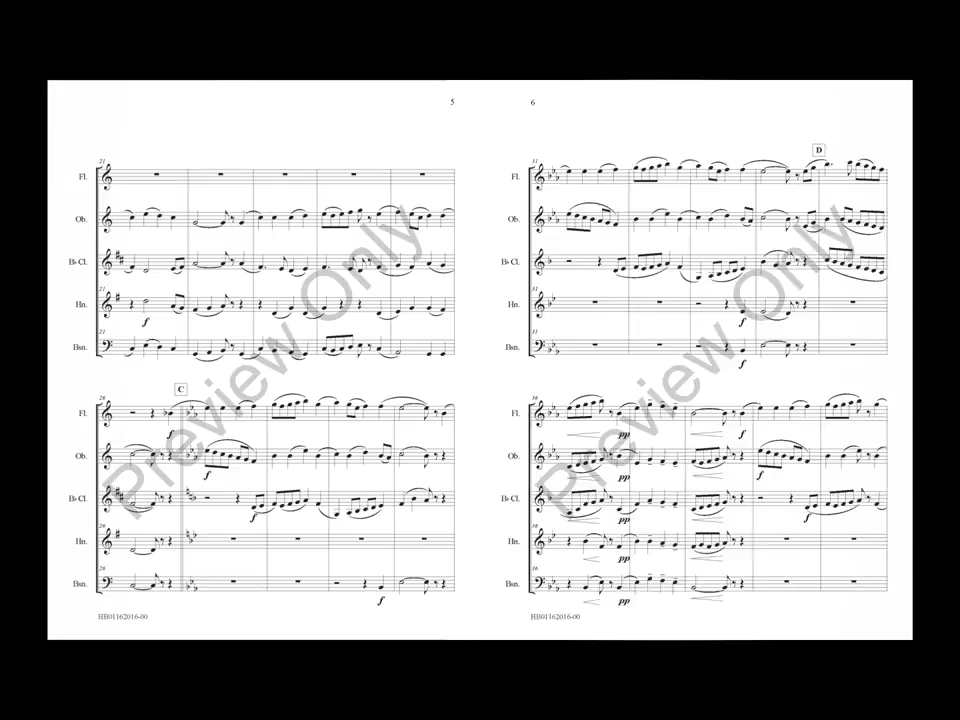 5
21
Fl.
Ob.
B♭ Cl.
21
Hn.
f
21
Bsn.
Preview Only
C
Fl.
f
Ob.
f
B♭ Cl.
f
26
Hn.
26
Bsn.
f
HB01162016-00
6
D
31
Fl.
Ob.
B♭ Cl.
31
Hn.
f
31
Bsn.
f
Preview Only
36
Fl.
pp
f
Ob.
pp
f
B♭ Cl.
pp
f
36
Hn.
pp
36
Bsn.
pp
HB01162016-00